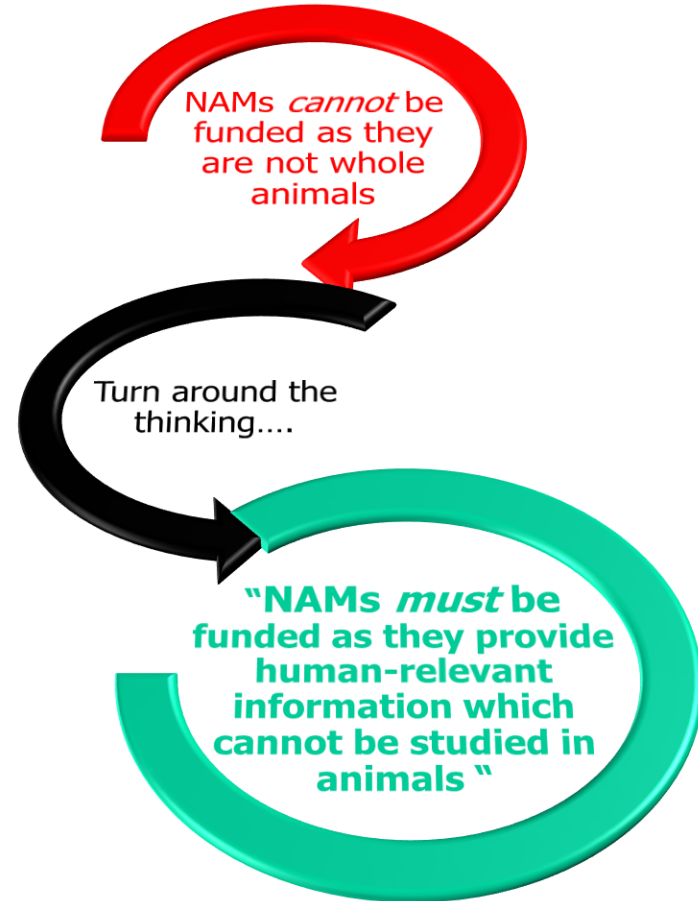 NAMs cannot be
funded as they
are not whole
animals
Turn around the
thinking....
"NAMs must be
funded as they provide
human-relevant
information which
cannot be studied in
animals "